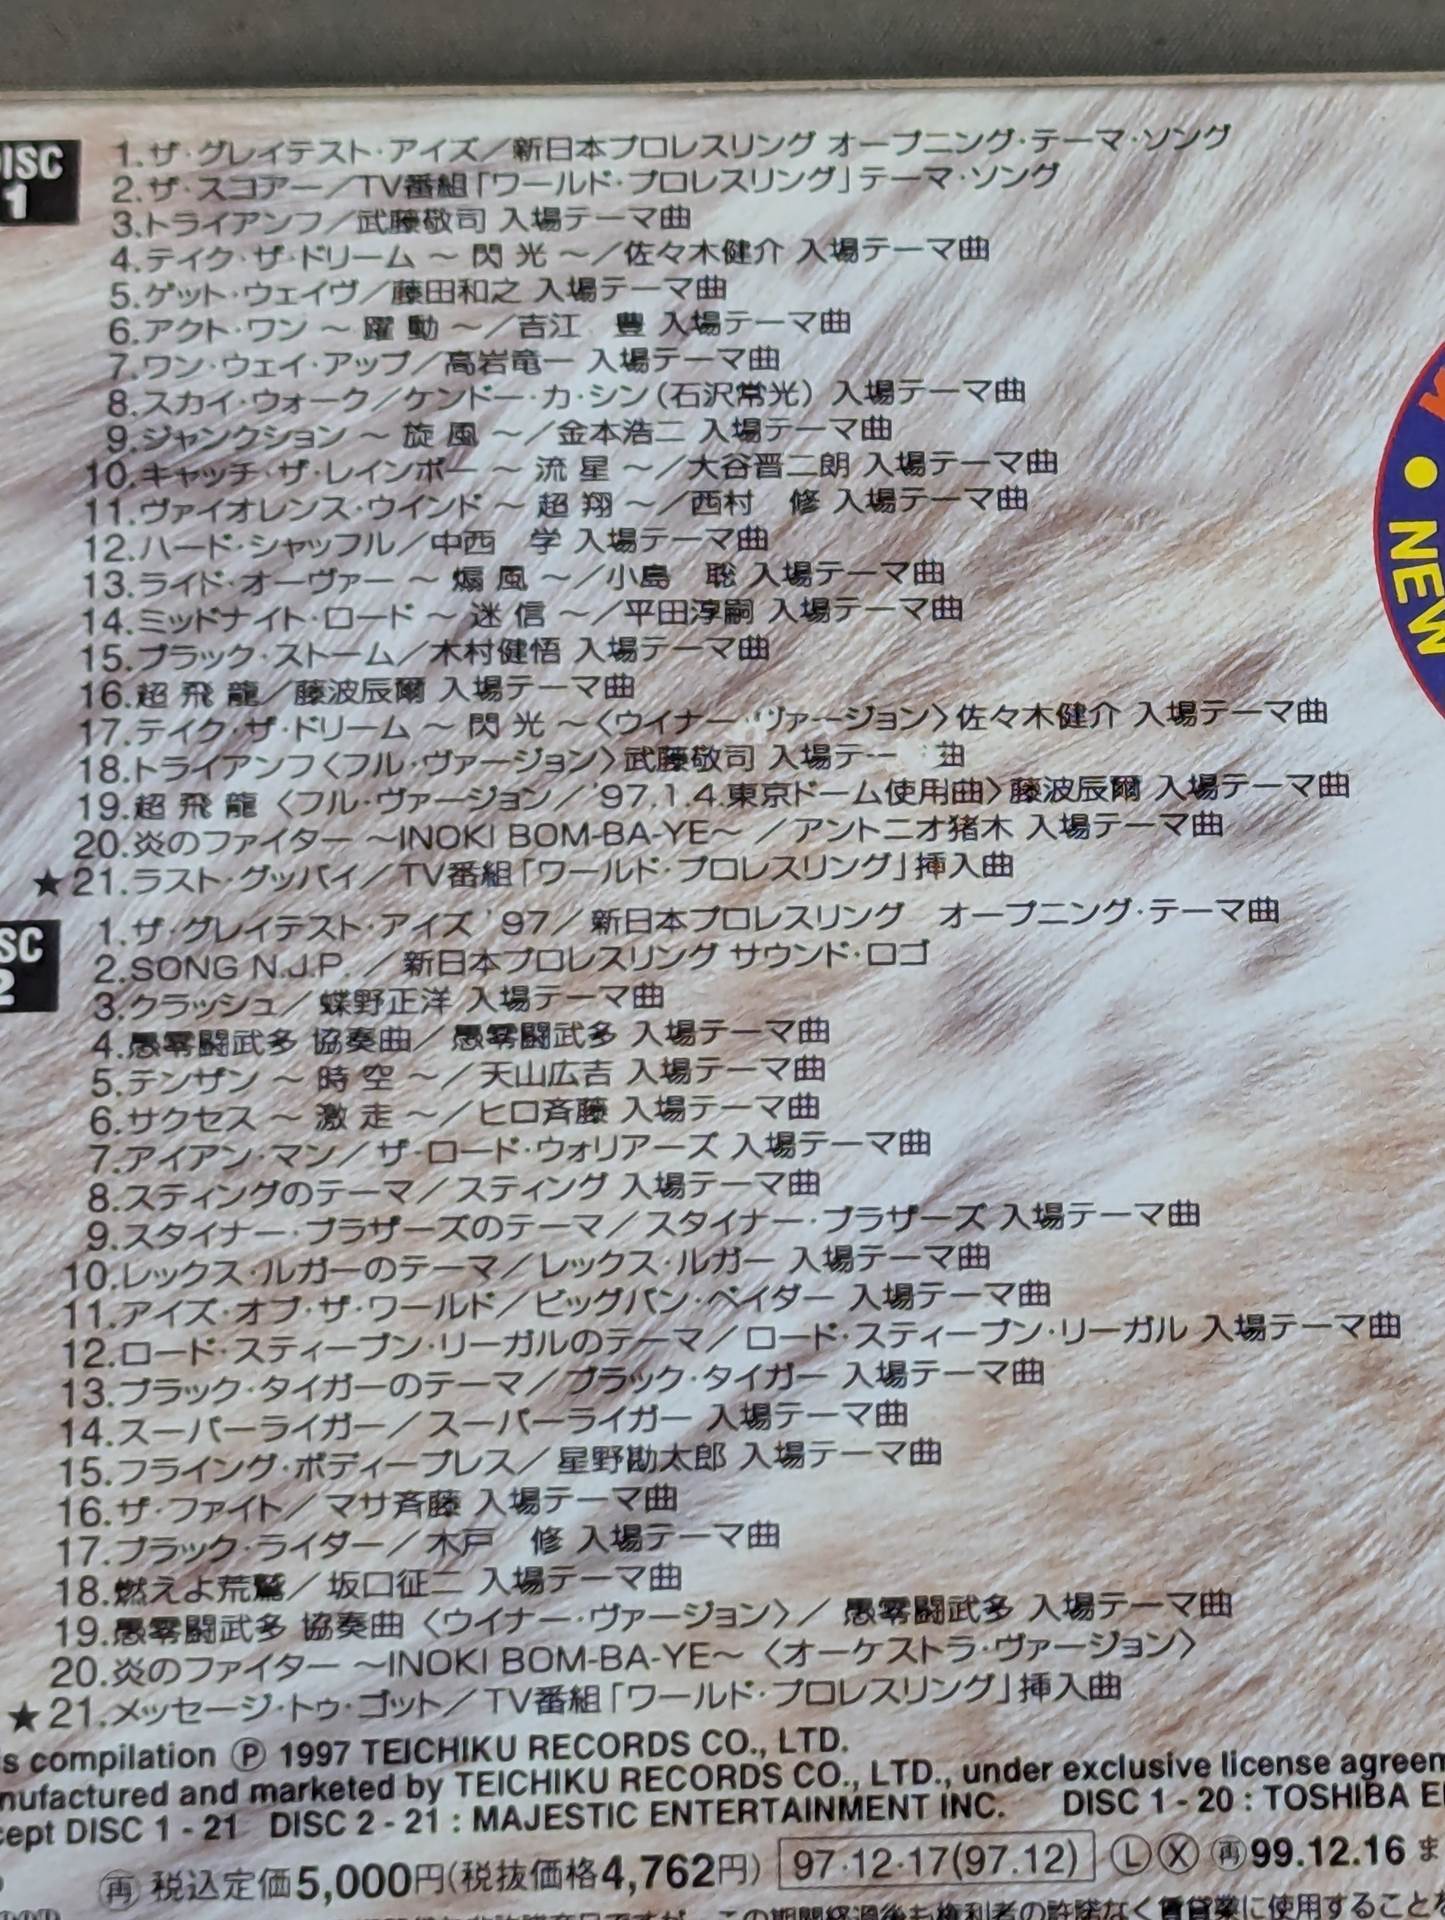 DISC
1
1.ザ・グレイテスト・アイズ／新日本プロレスリング オープニング・テーマ・ソング
2.ザ・スコアー／TV番組「ワールド・プロレスリング」テーマ・ソング
3.トライアンフ／武藤敬司 入場テーマ曲
4.テイク・ザ・ドリーム ～ 閃 光 ～／佐々木健介 入場テーマ曲
5.ゲット・ウェイヴ／藤田和之 入場テーマ曲
6.アクト・ワン ～ 躍 動 ～／吉江　豊 入場テーマ曲
7.ワン・ウェイ・アップ／高岩竜一 入場テーマ曲
8.スカイ・ウォーク／ケンドー・カ・シン（石沢常光）入場テーマ曲
9.ジャンクション ～ 旋 風 ～／金本浩二 入場テーマ曲
10.キャッチ・ザ・レインボー ～ 流 星 ～／大谷晋二朗 入場テーマ曲
11.ヴァイオレンス・ウインド ～ 超 翔 ～／西村　修 入場テーマ曲
12.ハード・シャッフル／中西　学 入場テーマ曲
13.ライド・オーヴァー ～ 煽 風 ～／小島　聡 入場テーマ曲
14.ミッドナイト・ロード ～ 迷 信 ～／平田淳嗣 入場テーマ曲
15.ブラック・ストーム／木村健悟 入場テーマ曲
16.超 飛 龍／藤波辰爾 入場テーマ曲
17.テイク・ザ・ドリーム ～ 閃 光 ～〈ウイナー・ヴァージョン〉佐々木健介 入場テーマ曲
18.トライアンフ〈フル・ヴァージョン〉武藤敬司 入場テー 曲
19.超 飛 龍〈フル・ヴァージョン／'97.1.4.東京ドーム使用曲〉藤波辰爾 入場テーマ曲
20.炎のファイター ～INOKI BOM-BA-YE～ ／アントニオ猪木 入場テーマ曲
★21.ラスト・グッバイ／TV番組「ワールド・プロレスリング」挿入曲
SC
2
1.ザ・グレイテスト・アイズ '97／新日本プロレスリング　オープニング・テーマ曲
2.SONG N.J.P.／新日本プロレスリング サウンド・ロゴ
3.クラッシュ／蝶野正洋 入場テーマ曲
4.愚零闘武多 協奏曲／愚零闘武多 入場テーマ曲
5.テンザン ～ 時 空 ～／天山広吉 入場テーマ曲
6.サクセス ～ 激 走 ～／ヒロ斉藤 入場テーマ曲
7.アイアン・マン／ザ・ロード・ウォリアーズ 入場テーマ曲
8.スティングのテーマ／スティング 入場テーマ曲
9.スタイナー・ブラザーズのテーマ／スタイナー・ブラザーズ 入場テーマ曲
10.レックス・ルガーのテーマ／レックス・ルガー 入場テーマ曲
11.アイズ・オブ・ザ・ワールド／ビッグバン・ベイダー 入場テーマ曲
12.ロード・スティーブン・リーガルのテーマ／ロード・スティーブン・リーガル 入場テーマ曲
13.ブラック・タイガーのテーマ／ブラック・タイガー 入場テーマ曲
14.スーパーライガー／スーパーライガー 入場テーマ曲
15.フライング・ボディープレス／星野勘太郎 入場テーマ曲
16.ザ・ファイト／マサ斉藤 入場テーマ曲
17.ブラック・ライダー／木戸　修 入場テーマ曲
18.燃えよ荒鷲／坂口征二 入場テーマ曲
19.愚零闘武多 協奏曲〈ウイナー・ヴァージョン〉／愚零闘武多 入場テーマ曲
20.炎のファイター ～INOKI BOM-BA-YE～〈オーケストラ・ヴァージョン〉
★21.メッセージ・トゥ・ゴット／TV番組「ワールド・プロレスリング」挿入曲
NEW
s compilation Ⓟ 1997 TEICHIKU RECORDS CO., LTD.
nufactured and marketed by TEICHIKU RECORDS CO., LTD., under exclusive license agreem
cept DISC 1 - 21 DISC 2 - 21 : MAJESTIC ENTERTAINMENT INC. DISC 1 - 20 : TOSHIBA E
㊢ 税込定価5,000円(税抜価格4,762円) 97・12・17(97.12) Ⓛ Ⓧ 再 99.12.16 ま
この期間経過後も権利者の許諾なく賃貸業に使用することを